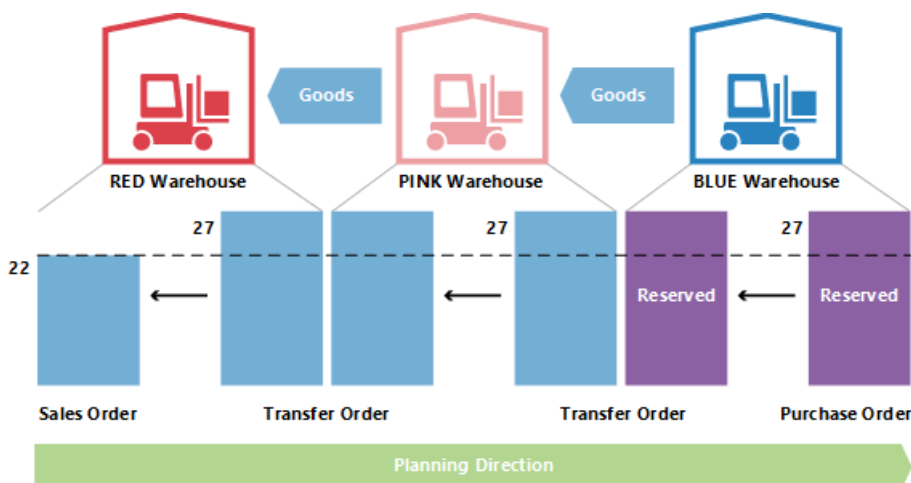 Goods
Goods
RED Warehouse
PINK Warehouse
BLUE Warehouse
27
27
27
22
Reserved
Reserved
Sales Order
Transfer Order
Transfer Order
Purchase Order
Planning Direction